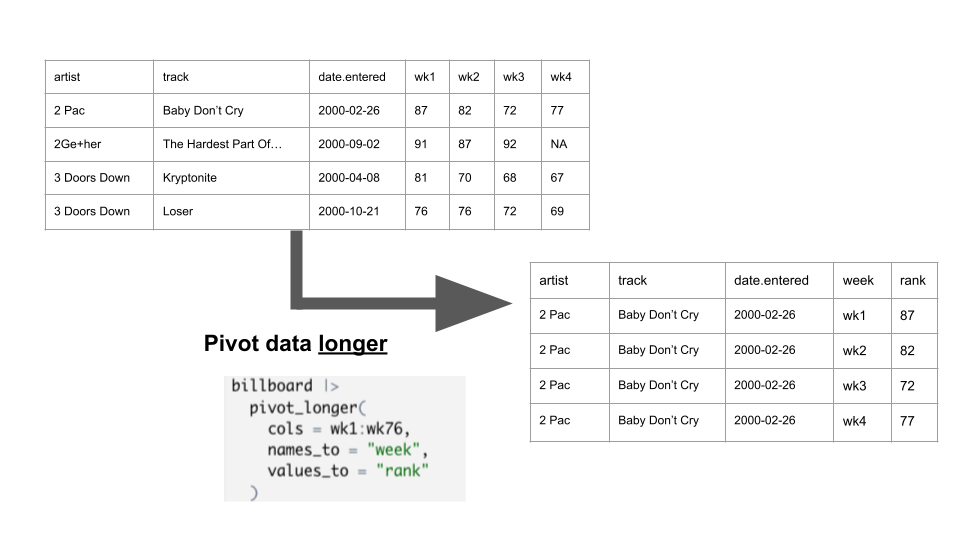 artist track date.entered wk1 wk2 wk3 wk4
2 Pac Baby Don't Cry 2000-02-26 87 82 72 77
2Ge+her The Hardest Part Of… 2000-09-02 91 87 92 NA
3 Doors Down Kryptonite 2000-04-08 81 70 68 67
3 Doors Down Loser 2000-10-21 76 76 72 69
Pivot data longer
billboard |>
pivot_longer(
cols = wk1:wk76,
names_to = "week",
values_to = "rank"
)
artist track date.entered week rank
2 Pac Baby Don't Cry 2000-02-26 wk1 87
2 Pac Baby Don't Cry 2000-02-26 wk2 82
2 Pac Baby Don't Cry 2000-02-26 wk3 72
2 Pac Baby Don't Cry 2000-02-26 wk4 77